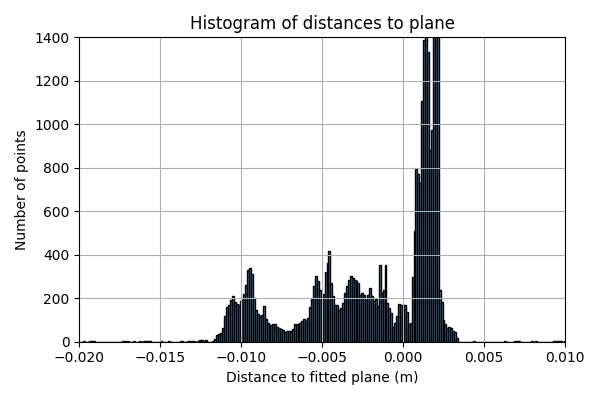 Histogram of distances to plane
Number of points
1400
1200
1000
800
600
400
200
0
−0.020 −0.015 −0.010 −0.005 0.000 0.005 0.010
Distance to fitted plane (m)